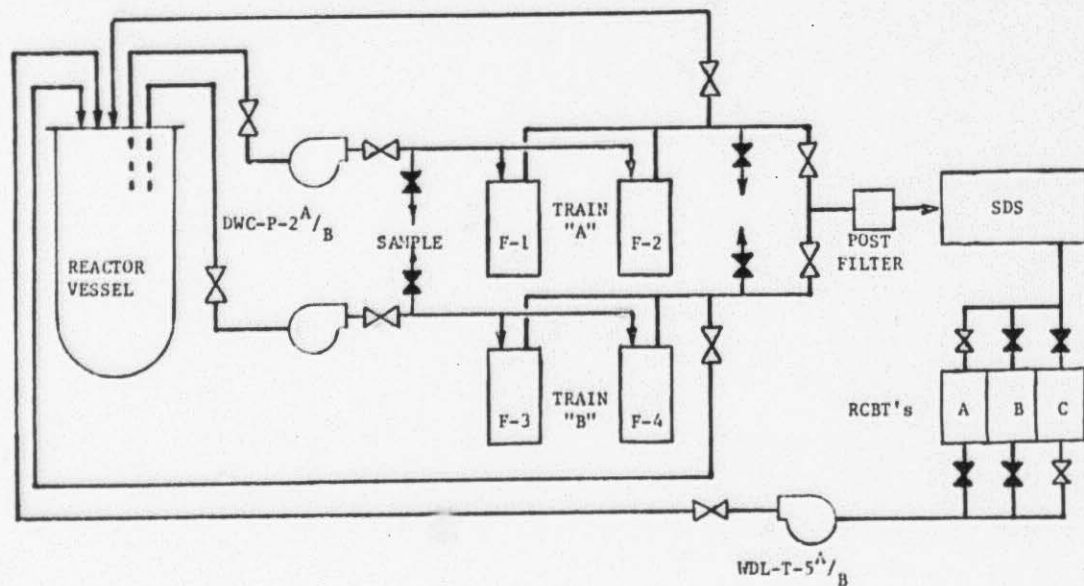 REACTOR
VESSEL
DWC-P-2A/B
SAMPLE
F-1
TRAIN
"A"
F-2
F-3
TRAIN
"B"
F-4
POST
FILTER
SDS
RCBT's
A
B
C
WDL-T-5A/B